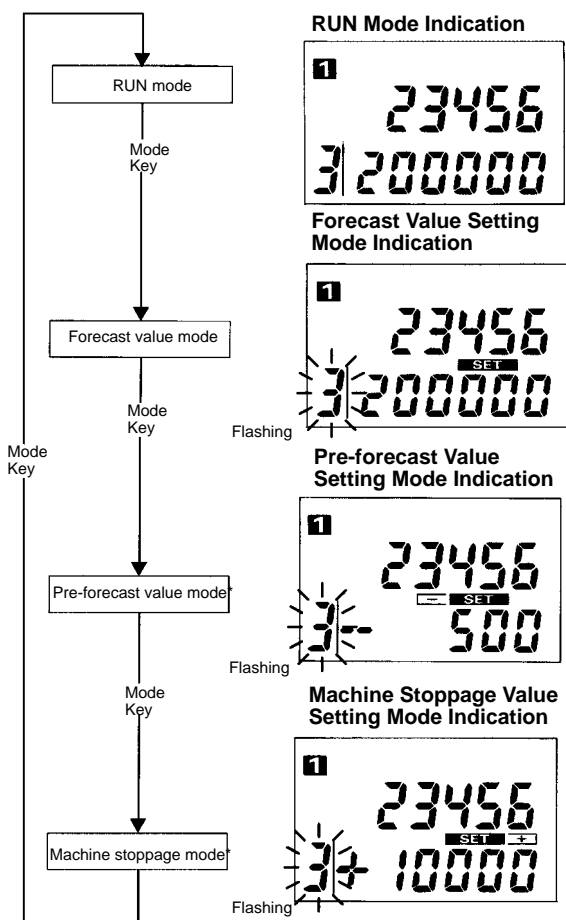 RUN Mode Indication
RUN mode
1
23456
3 200000
Mode
Key
Forecast Value Setting
Mode Indication
Forecast value mode
1
23456
SET
3 200000
Flashing
Mode
Key
Mode
Key
Pre-forecast Value
Setting Mode Indication
Pre-forecast value mode*
1
23456
- SET
3 - 500
Flashing
Mode
Key
Machine Stoppage Value
Setting Mode Indication
Machine stoppage mode*
1
23456
SET +
3 + 10000
Flashing